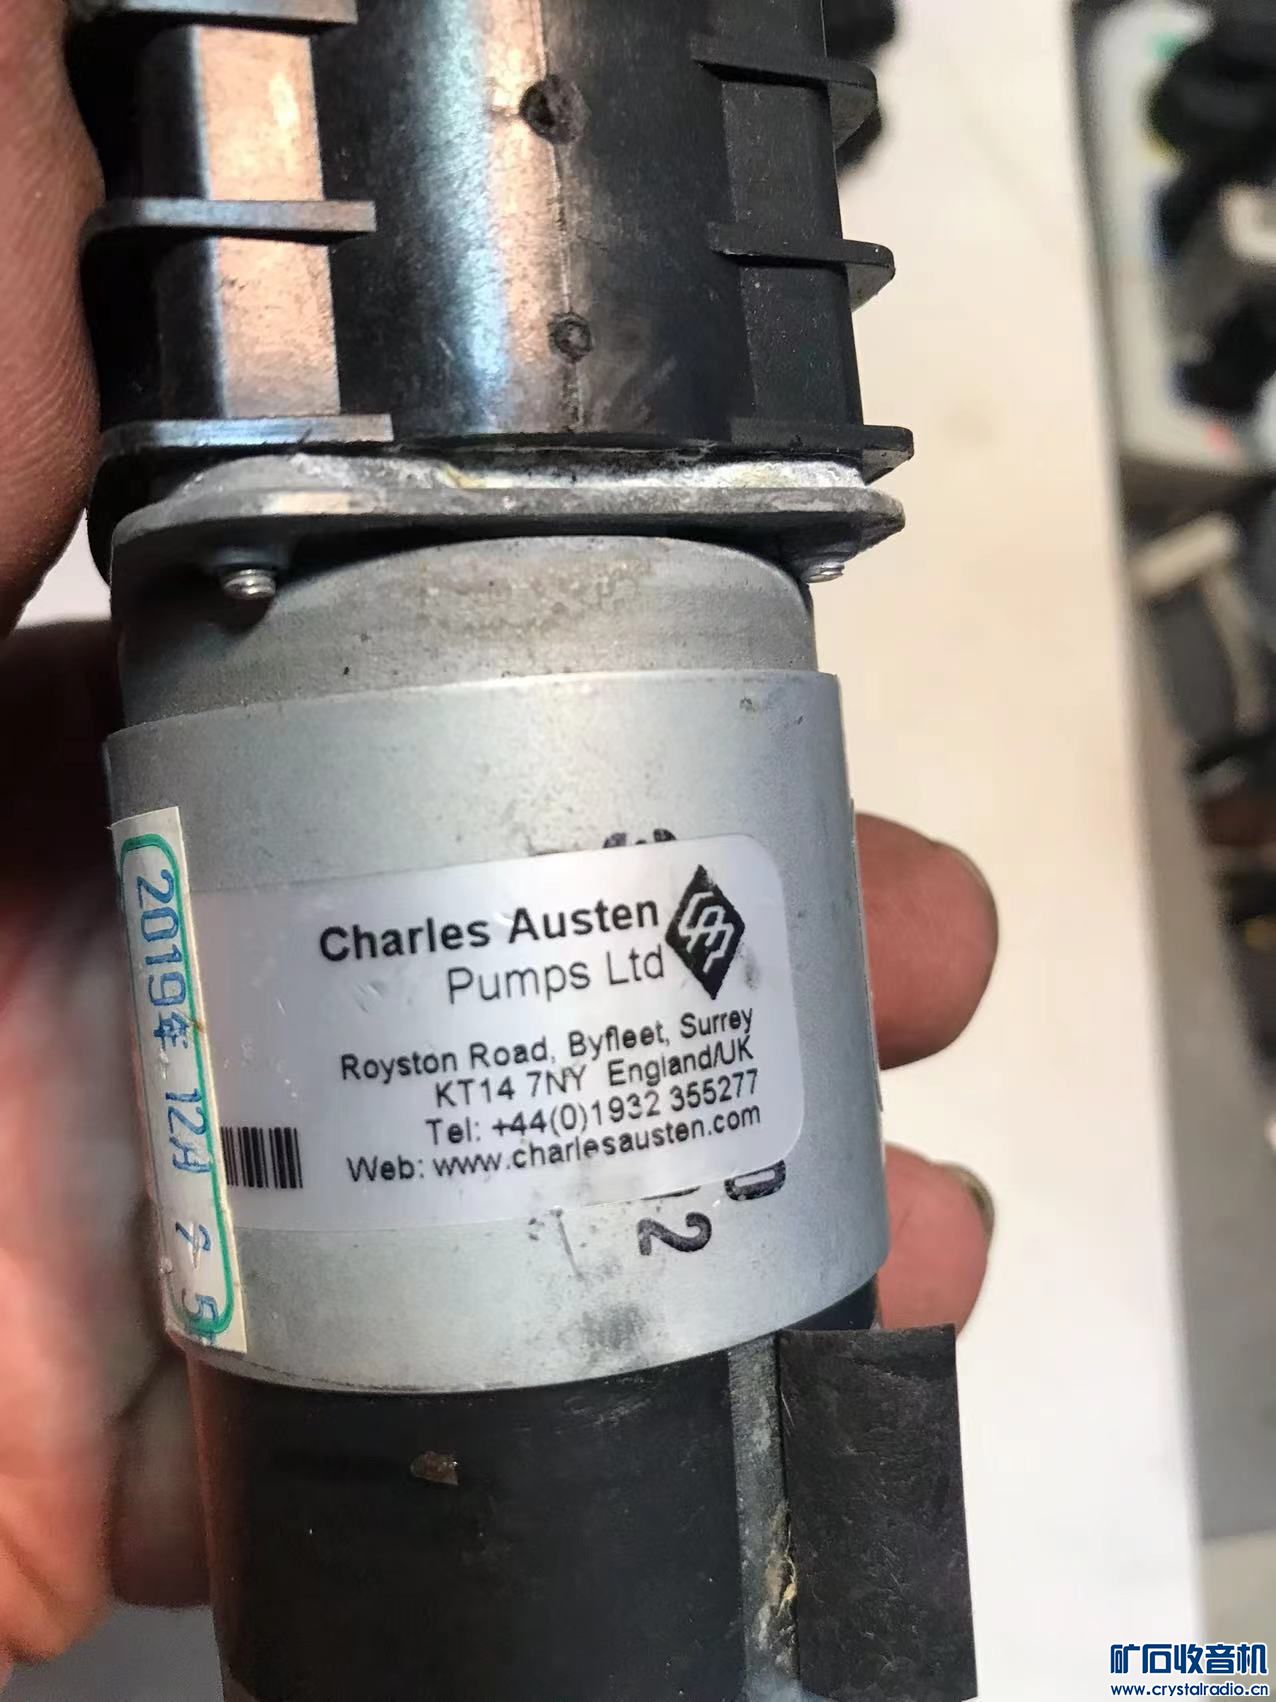 Charles Austen
Pumps Ltd
Royston Road, Byfleet, Surrey
KT14 7NY England/UK
Tel: +44(0)1932 355277
Web: www.charlesausten.com
2019年12月
2
矿石收音机
www.crystalradio.cn